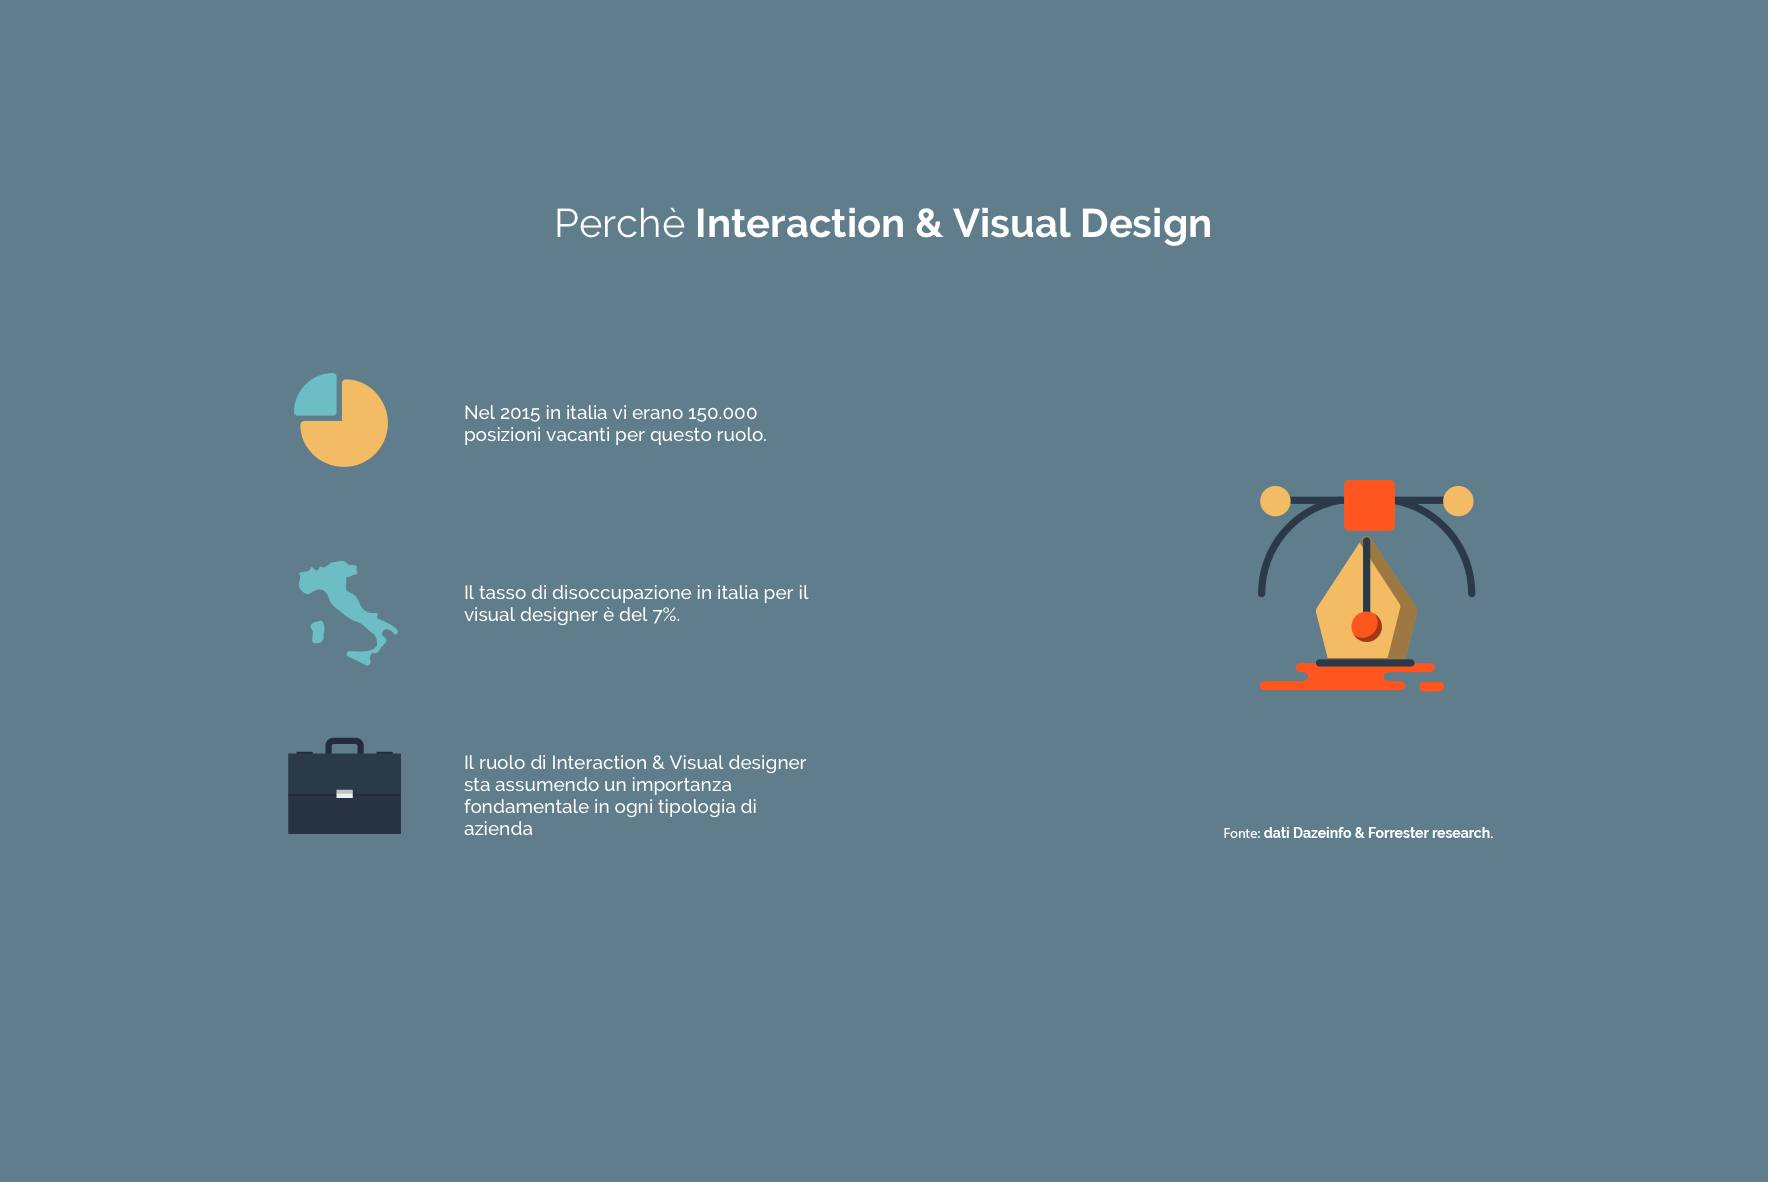 Perchè Interaction & Visual Design
Nel 2015 in italia vi erano 150.000
posizioni vacanti per questo ruolo.
Il tasso di disoccupazione in italia per il
visual designer è del 7%.
Il ruolo di Interaction & Visual designer
sta assumendo un importanza
fondamentale in ogni tipologia di
azienda
Fonte: dati Dazeinfo & Forrester research.